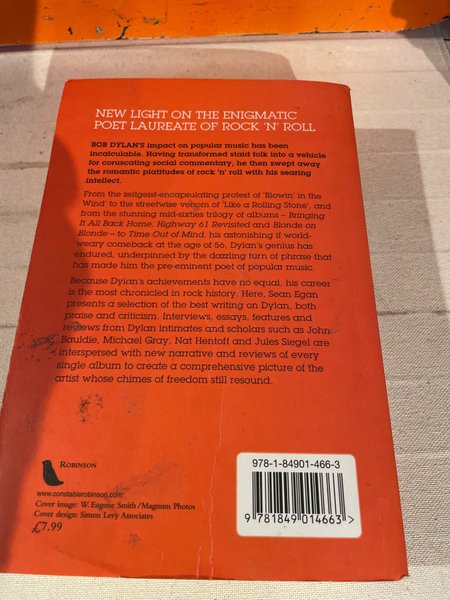 NEW LIGHT ON THE ENIGMATIC
POET LAUREATE OF ROCK 'N' ROLL
BOB DYLAN'S impact on popular music has been
incalculable. Having transformed staid folk into a vehicle
for coruscating social commentary, he then swept away
the romantic platitudes of rock 'n' roll with his searing
intellect.
From the zeitgeist-encapsulating protest of 'Blowin' in the
Wind' to the streetwise venom of 'Like a Rolling Stone', and
from the stunning mid-sixties trilogy of albums – Bringing
It All Back Home, Highway 61 Revisited and Blonde on
Blonde – to Time Out of Mind, his astonishing if world-
weary comeback at the age of 56, Dylan's genius has
endured, underpinned by the dazzling turn of phrase that
has made him the pre-eminent poet of popular music.
Because Dylan's achievements have no equal, his career
is the most chronicled in rock history. Here, Sean Egan
presents a selection of the best writing on Dylan, both
praise and criticism. Interviews, essays, features and
reviews from Dylan intimates and scholars such as John
Bauldie, Michael Gray, Nat Hentoff and Jules Siegel are
interspersed with new narrative and reviews of every
single album to create a comprehensive picture of the
artist whose chimes of freedom still resound.
ROBINSON
www.constablerobinson.com
Cover image: W. Eugene Smith/Magnum Photos
Cover design: Simon Levy Associates
£7.99
978-1-84901-466-3
9 781849 014663 >